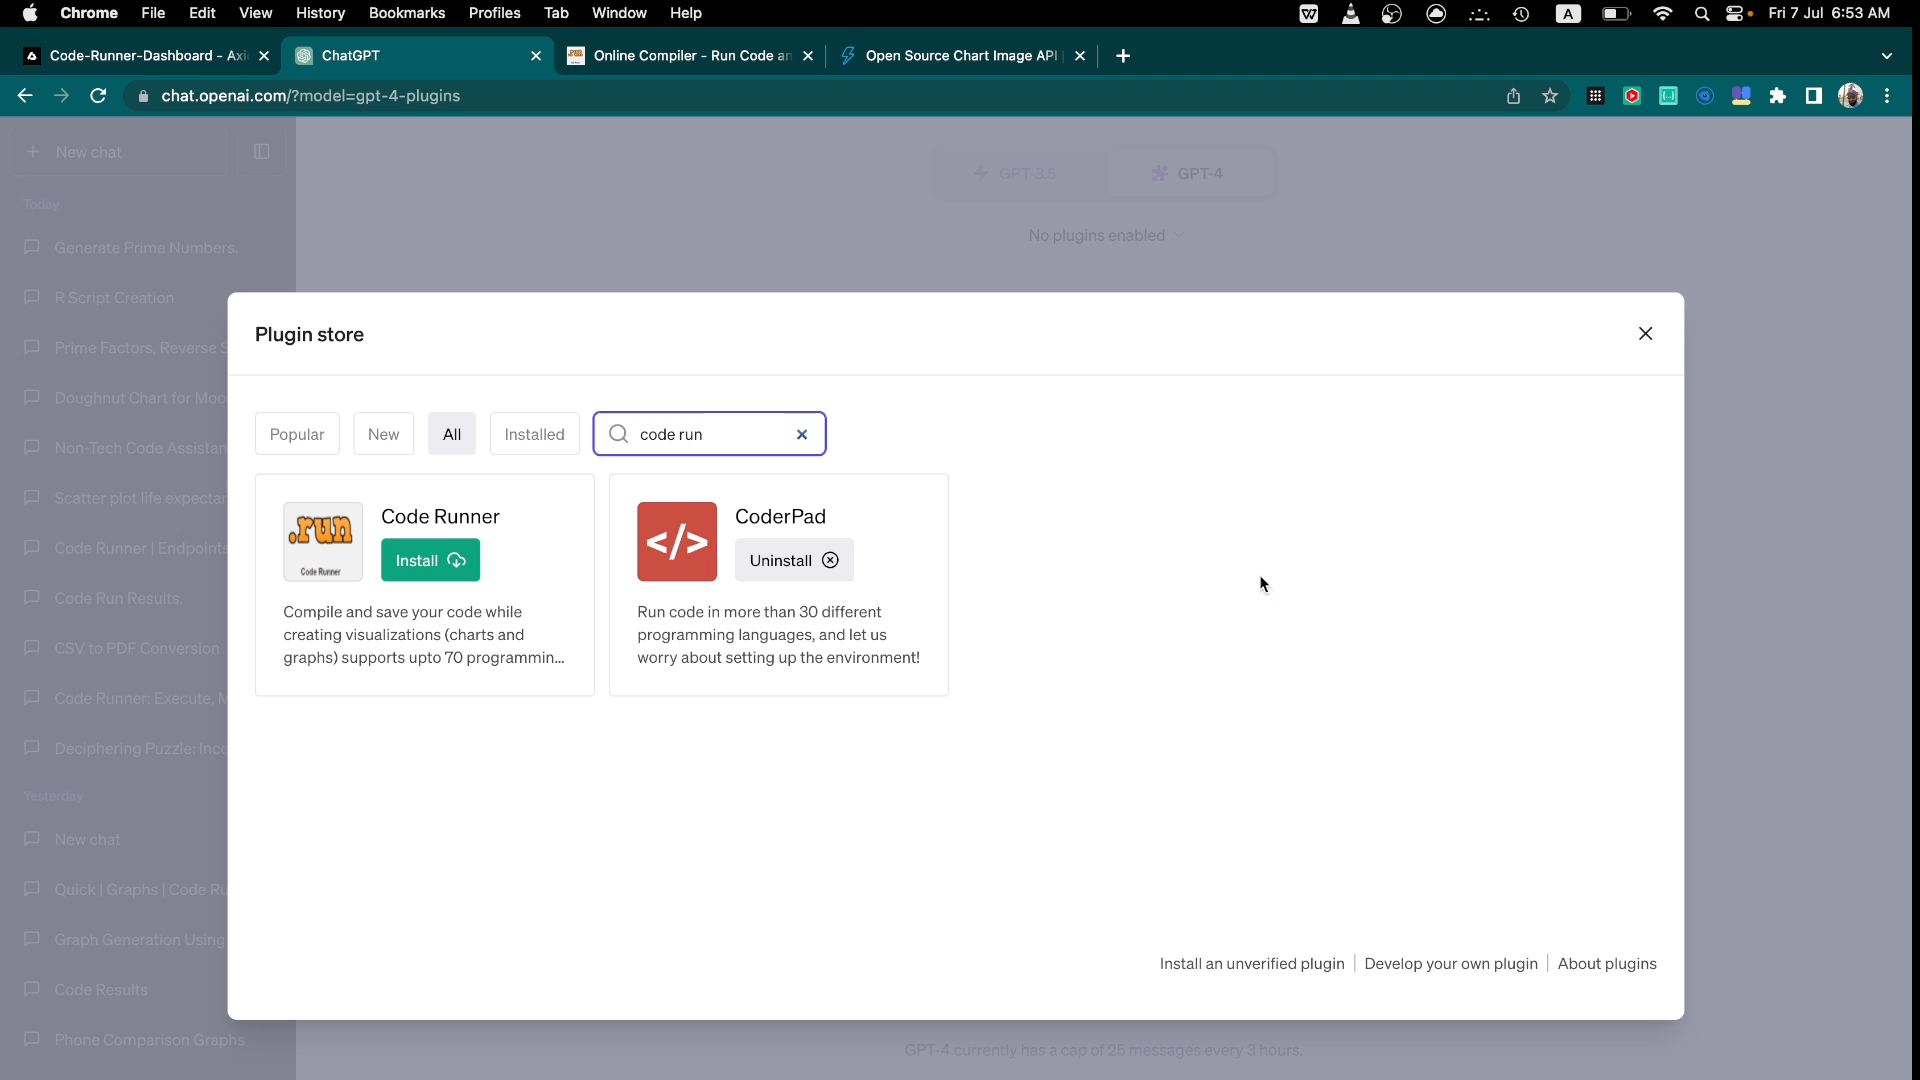 Chrome File Edit View History Bookmarks Profiles Tab Window Help
W A Fri 7 Jul 6:53 AM
Code-Runner-Dashboard - Axi
ChatGPT
Online Compiler - Run Code an
Open Source Chart Image API |
chat.openai.com/?model=gpt-4-plugins
New chat
GPT-3.5
GPT-4
No plugins enabled
Today
Generate Prime Numbers.
R Script Creation
Prime Factors, Reverse S
Doughnut Chart for Moo
Non-Tech Code Assistan
Scatter plot life expectan
Code Runner | Endpoints
Code Run Results.
CSV to PDF Conversion
Code Runner: Execute, M
Deciphering Puzzle: Inco
Yesterday
New chat
Quick | Graphs | Code Ru
Graph Generation Using
Code Results
Phone Comparison Graphs
Plugin store
Popular
New
All
Installed
code run
.run
Code Runner
Code Runner
Install
Compile and save your code while
creating visualizations (charts and
graphs) supports upto 70 programmin...
</>
CoderPad
Uninstall
Run code in more than 30 different
programming languages, and let us
worry about setting up the environment!
Install an unverified plugin | Develop your own plugin | About plugins
GPT-4 currently has a cap of 25 messages every 3 hours.